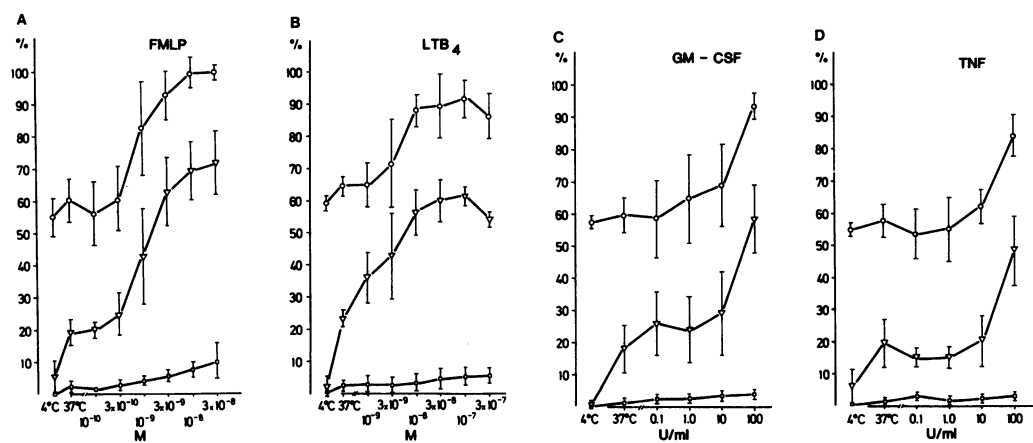 A
FMLP
%
100
90
80
70
60
50
40
30
20
10
4°C 37°C 3x10⁻¹⁰ 3x10⁻⁹ 3x10⁻⁸
10⁻¹⁰ 10⁻⁹ 10⁻⁸
M
B
LTB₄
%
100
90
80
70
60
50
40
30
20
10
4°C 37°C 3x10⁻⁹ 3x10⁻⁸ 3x10⁻⁷
10⁻⁹ 10⁻⁸ 10⁻⁷
M
C
GM - CSF
%
100
90
80
70
60
50
40
30
20
10
4°C 37°C 0.1 1.0 10 100
U/ml
D
TNF
%
100
90
80
70
60
50
40
30
20
10
4°C 37°C 0.1 1.0 10 100
U/ml